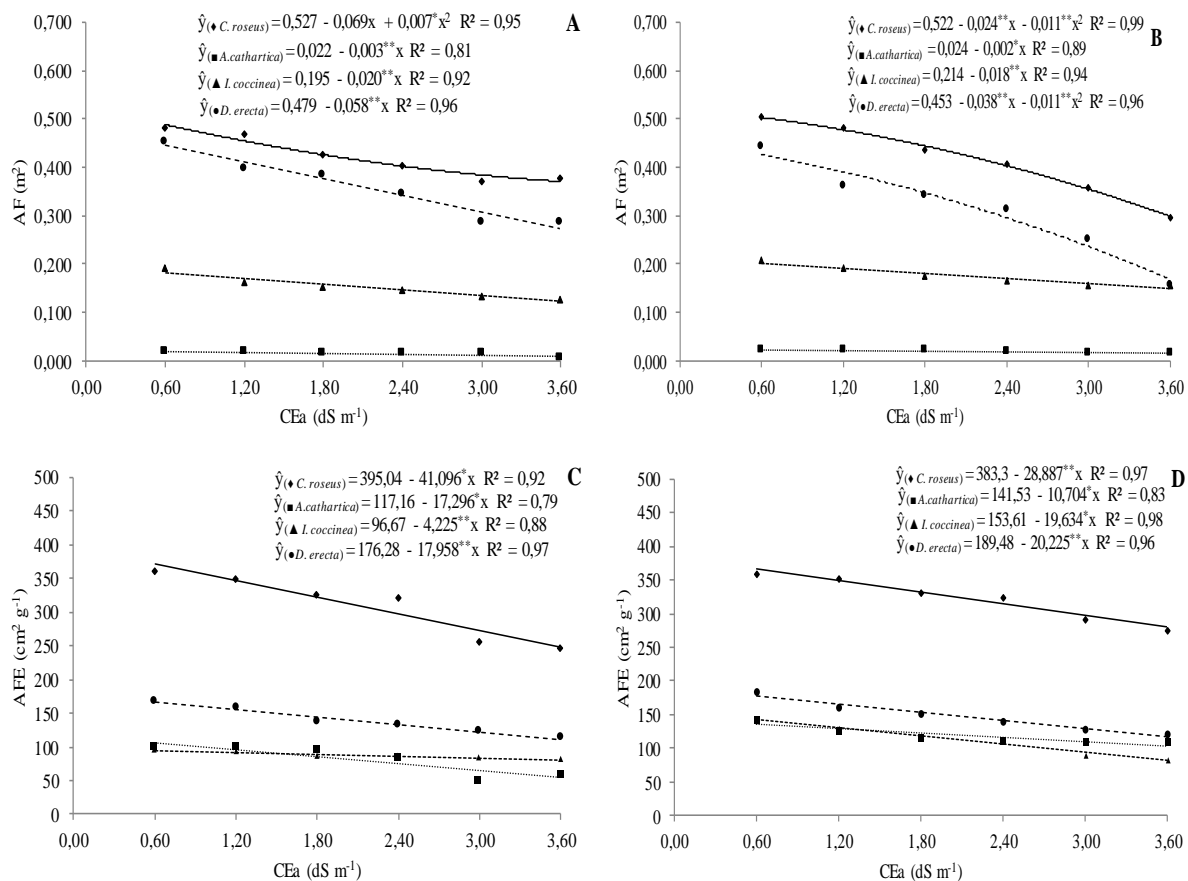 A
ŷ(♦ C. roseus) = 0,527 - 0,069x + 0,007*x² R² = 0,95
ŷ(■ A.cathartica) = 0,022 - 0,003**x R² = 0,81
ŷ(▲ I. coccinea) = 0,195 - 0,020**x R² = 0,92
ŷ(● D. erecta) = 0,479 - 0,058**x R² = 0,96
0,700
0,600
0,500
0,400
0,300
0,200
0,100
0,000
AF (m²)
0,00 0,60 1,20 1,80 2,40 3,00 3,60
CEa (dS m⁻¹)
B
ŷ(♦ C. roseus) = 0,522 - 0,024**x - 0,011**x² R² = 0,99
ŷ(■ A.cathartica) = 0,024 - 0,002*x R² = 0,89
ŷ(▲ I. coccinea) = 0,214 - 0,018**x R² = 0,94
ŷ(● D. erecta) = 0,453 - 0,038**x - 0,011**x² R² = 0,96
0,700
0,600
0,500
0,400
0,300
0,200
0,100
0,000
AF (m²)
0,00 0,60 1,20 1,80 2,40 3,00 3,60
CEa (dS m⁻¹)
C
ŷ(♦ C. roseus) = 395,04 - 41,096*x R² = 0,92
ŷ(■ A.cathartica) = 117,16 - 17,296*x R² = 0,79
ŷ(▲ I. coccinea) = 96,67 - 4,225**x R² = 0,88
ŷ(● D. erecta) = 176,28 - 17,958**x R² = 0,97
500
450
400
350
300
250
200
150
100
50
0
AFE (cm² g⁻¹)
0,00 0,60 1,20 1,80 2,40 3,00 3,60
CEa (dS m⁻¹)
D
ŷ(♦ C. roseus) = 383,3 - 28,887**x R² = 0,97
ŷ(■ A.cathartica) = 141,53 - 10,704*x R² = 0,83
ŷ(▲ I. coccinea) = 153,61 - 19,634*x R² = 0,98
ŷ(● D. erecta) = 189,48 - 20,225**x R² = 0,96
500
450
400
350
300
250
200
150
100
50
0
AFE (cm² g⁻¹)
0,00 0,60 1,20 1,80 2,40 3,00 3,60
CEa (dS m⁻¹)